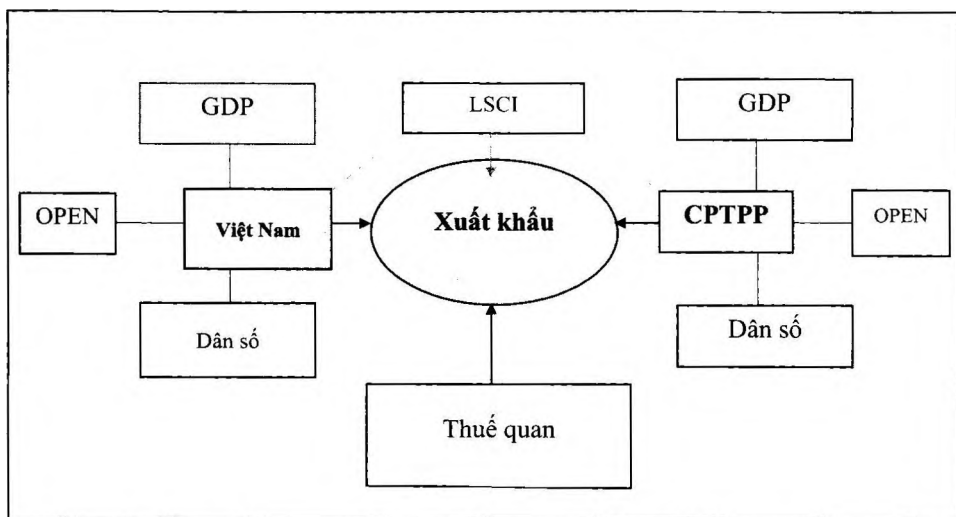 GDP
LSCI
GDP
OPEN
Việt Nam
Xuất khẩu
CPTPP
OPEN
Dân số
Dân số
Thuế quan